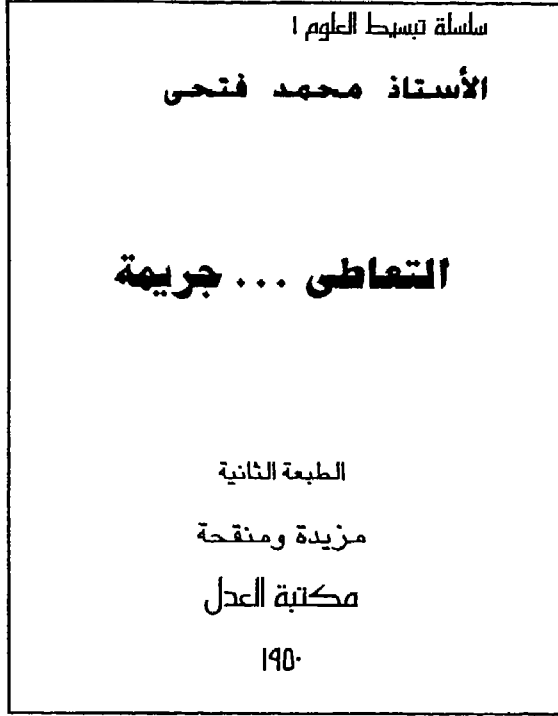 سلسلة تبسيط العلوم ١
الأستاذ محمد فتحى
التعاطى ... جريمة
الطبعة الثانية
مزيدة ومنقحة
مكتبة العدل
١٩٥٠